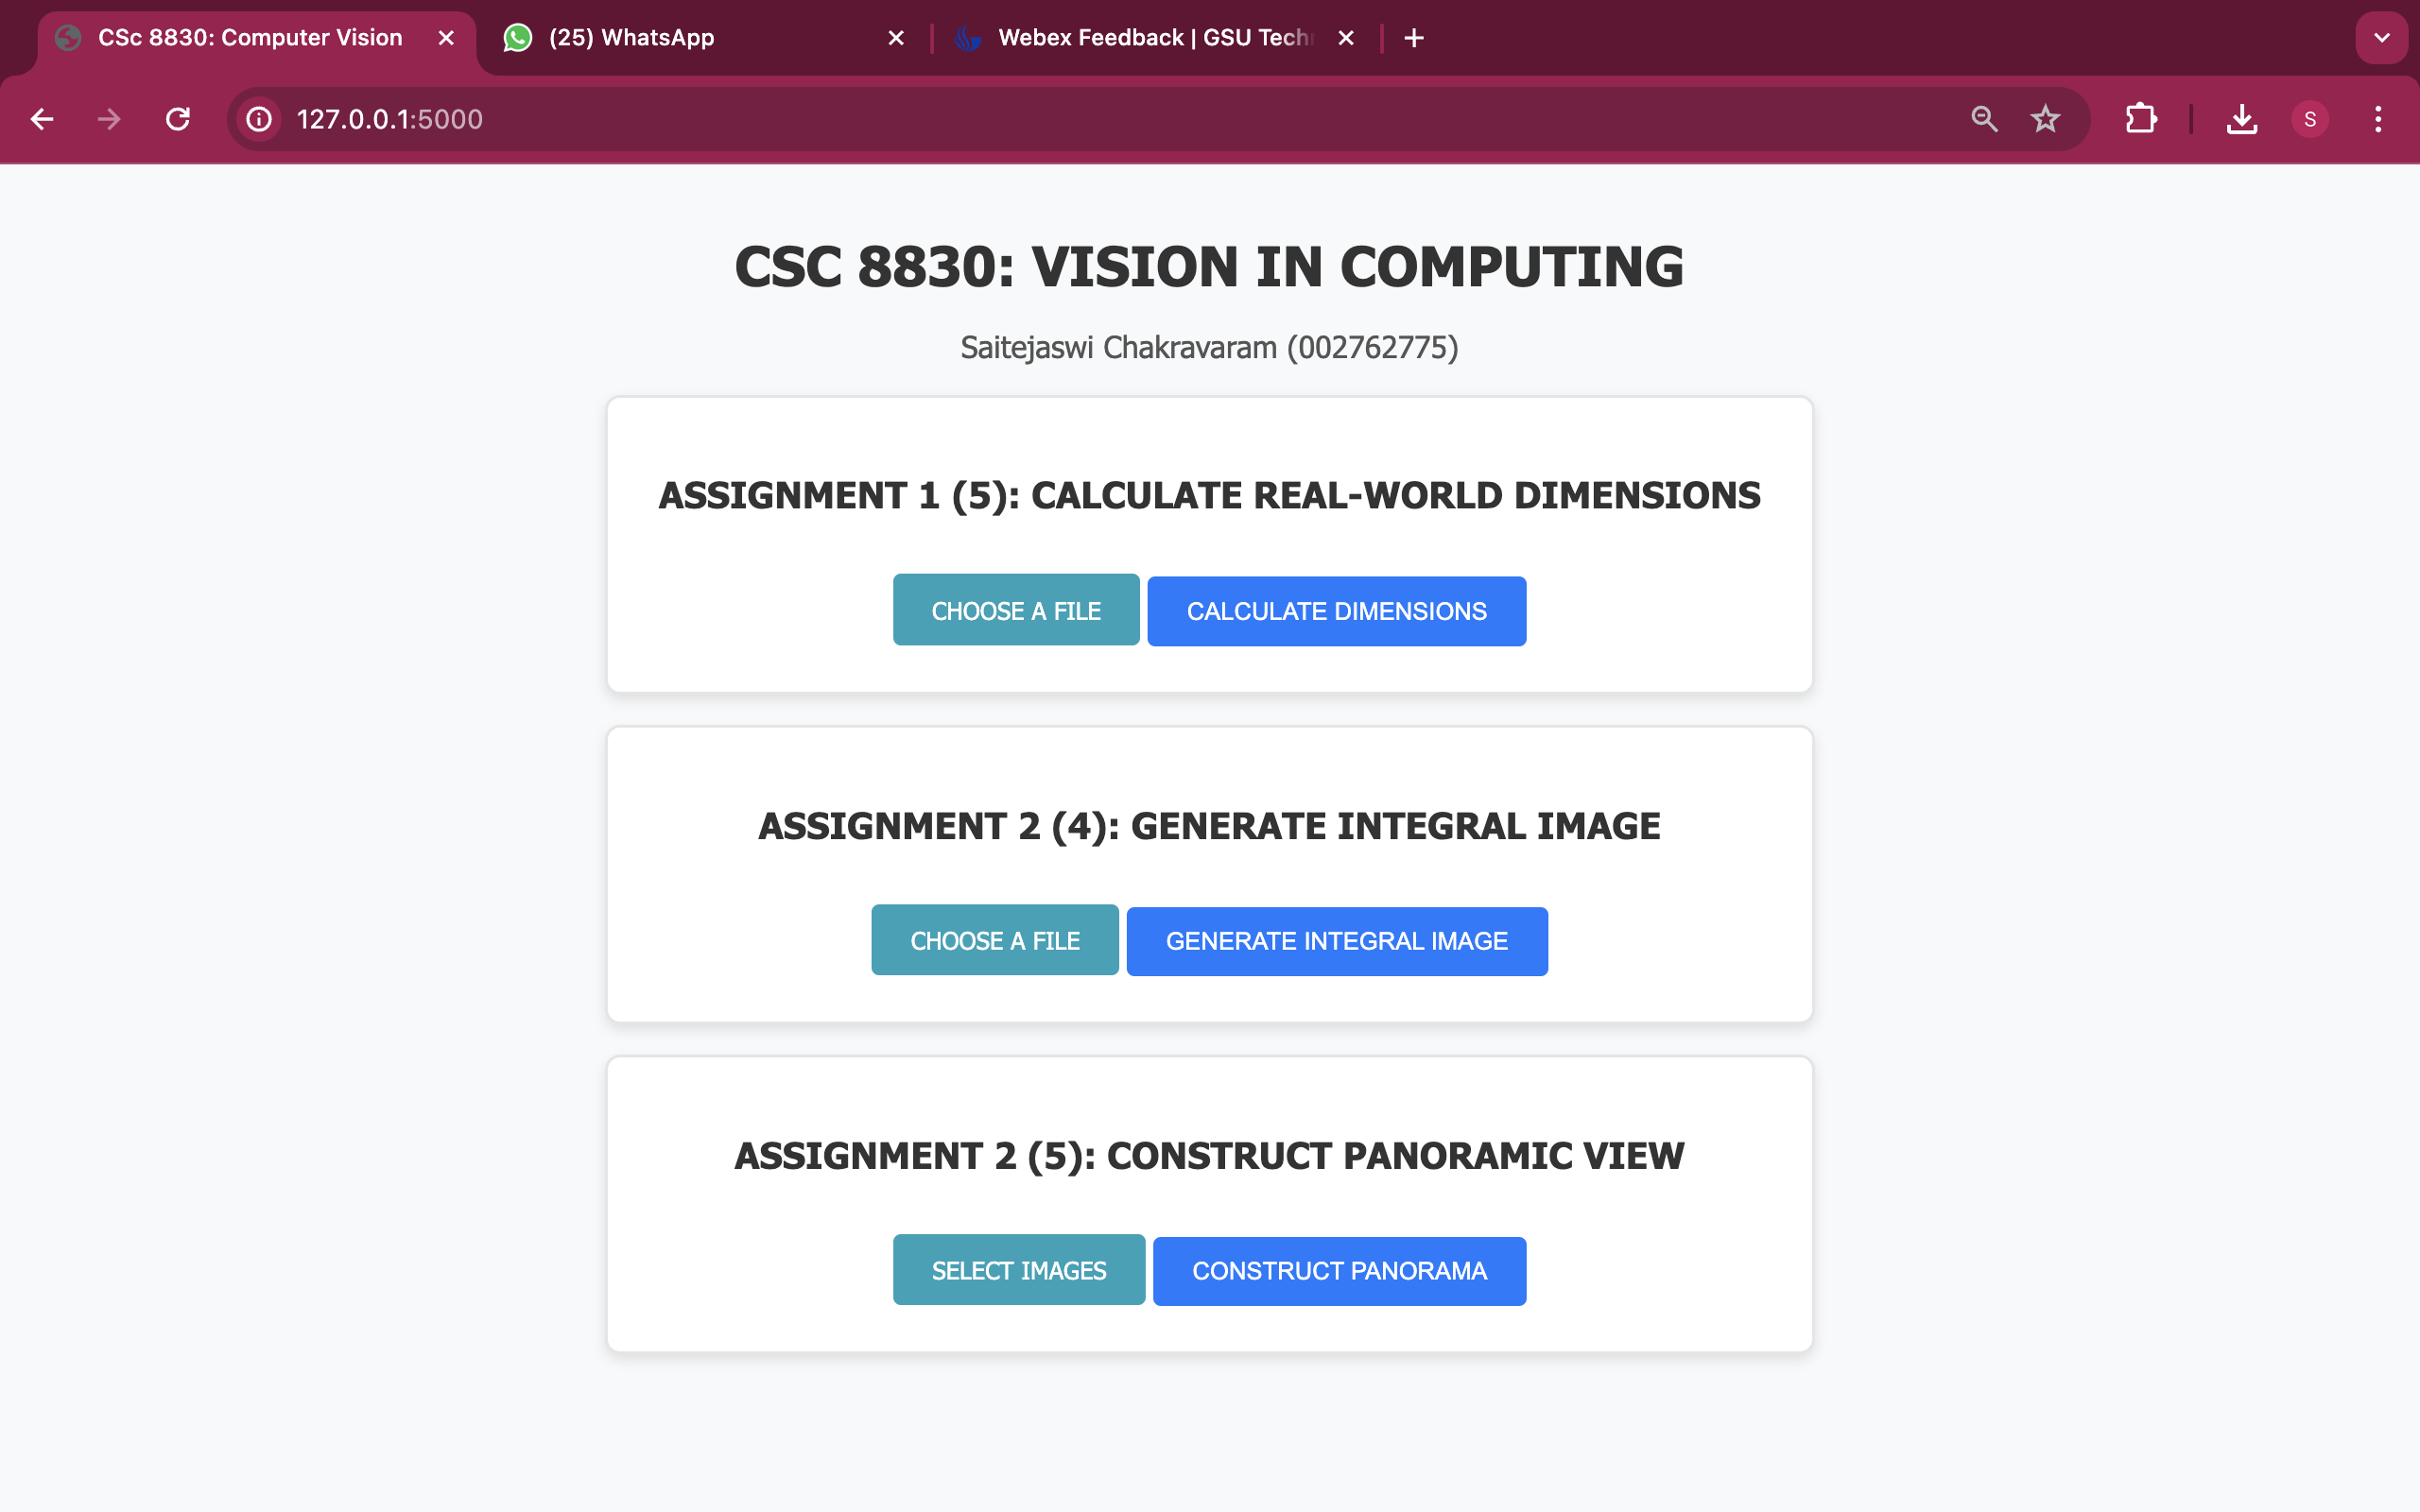 CSc 8830: Computer Vision
(25) WhatsApp
Webex Feedback | GSU Tech
127.0.0.1:5000
S
CSC 8830: VISION IN COMPUTING
Saitejaswi Chakravaram (002762775)
ASSIGNMENT 1 (5): CALCULATE REAL-WORLD DIMENSIONS
CHOOSE A FILE CALCULATE DIMENSIONS
ASSIGNMENT 2 (4): GENERATE INTEGRAL IMAGE
CHOOSE A FILE GENERATE INTEGRAL IMAGE
ASSIGNMENT 2 (5): CONSTRUCT PANORAMIC VIEW
SELECT IMAGES CONSTRUCT PANORAMA